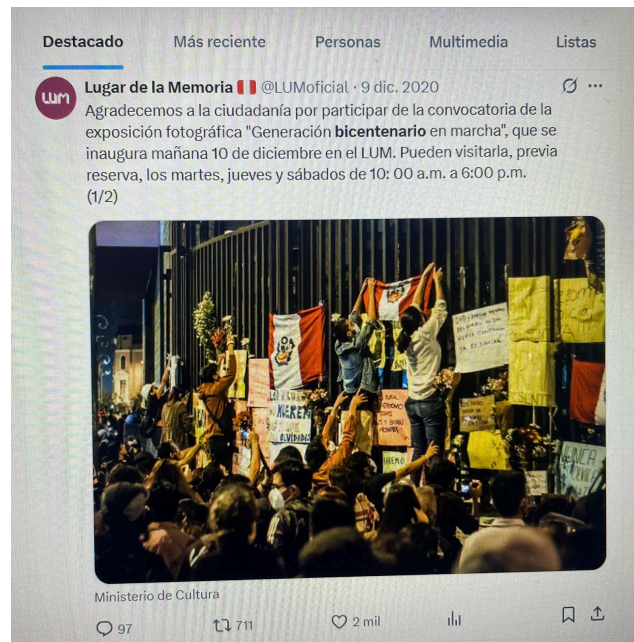 Destacado Más reciente Personas Multimedia Listas
LUM
Lugar de la Memoria @LUMoficial · 9 dic. 2020
Agradecemos a la ciudadanía por participar de la convocatoria de la
exposición fotográfica "Generación bicentenario en marcha", que se
inaugura mañana 10 de diciembre en el LUM. Pueden visitarla, previa
reserva, los martes, jueves y sábados de 10: 00 a.m. a 6:00 p.m.
(1/2)
Ministerio de Cultura
97 711 2 mil